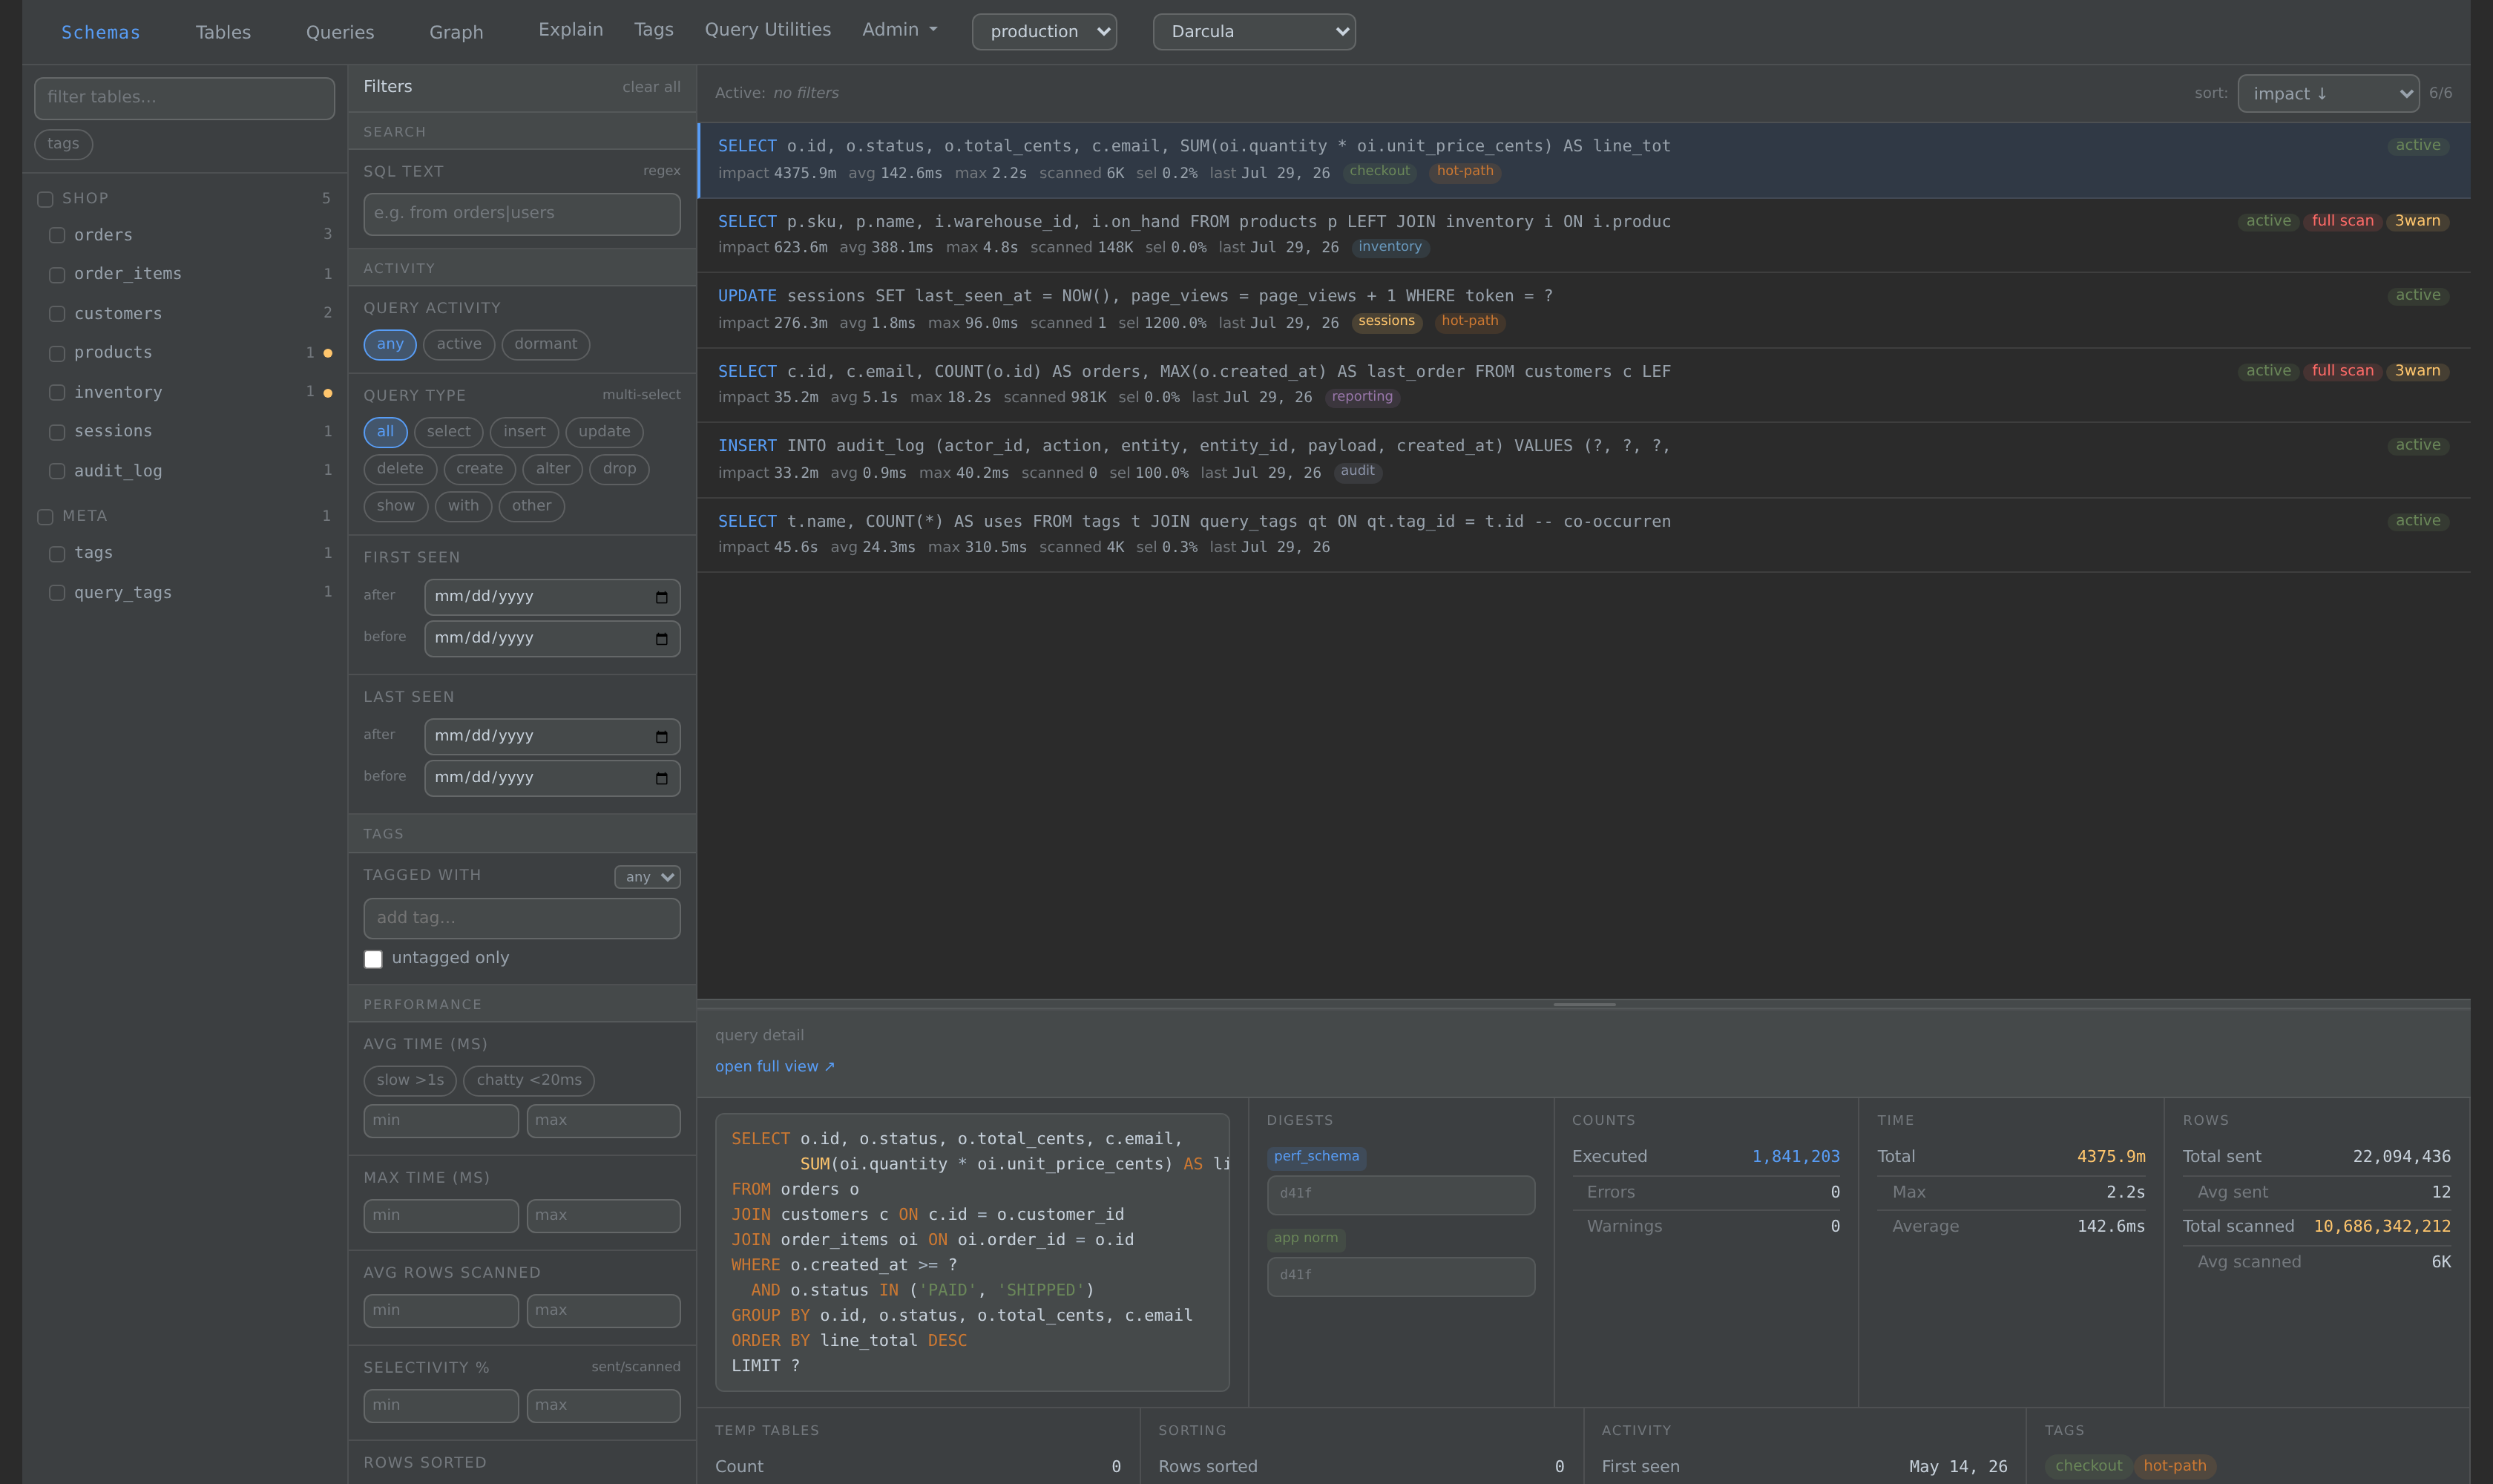 Schemas Tables Queries Graph Explain Tags Query Utilities Admin production Darcula
filter tables...
tags
SHOP 5
orders 3
order_items 1
customers 2
products 1
inventory 1
sessions 1
audit_log 1
META 1
tags 1
query_tags 1
Filters clear all
SEARCH
SQL TEXT regex
e.g. from orders|users
ACTIVITY
QUERY ACTIVITY
any active dormant
QUERY TYPE multi-select
all select insert update
delete create alter drop
show with other
FIRST SEEN
after mm/dd/yyyy
before mm/dd/yyyy
LAST SEEN
after mm/dd/yyyy
before mm/dd/yyyy
TAGS
TAGGED WITH any
add tag...
untagged only
PERFORMANCE
AVG TIME (MS)
slow >1s chatty <20ms
min max
MAX TIME (MS)
min max
AVG ROWS SCANNED
min max
SELECTIVITY % sent/scanned
min max
ROWS SORTED
Active: no filters sort: impact ↓ 6/6
SELECT o.id, o.status, o.total_cents, c.email, SUM(oi.quantity * oi.unit_price_cents) AS line_tot active
impact 4375.9m avg 142.6ms max 2.2s scanned 6K sel 0.2% last Jul 29, 26 checkout hot-path
SELECT p.sku, p.name, i.warehouse_id, i.on_hand FROM products p LEFT JOIN inventory i ON i.produc active full scan 3warn
impact 623.6m avg 388.1ms max 4.8s scanned 148K sel 0.0% last Jul 29, 26 inventory
UPDATE sessions SET last_seen_at = NOW(), page_views = page_views + 1 WHERE token = ? active
impact 276.3m avg 1.8ms max 96.0ms scanned 1 sel 1200.0% last Jul 29, 26 sessions hot-path
SELECT c.id, c.email, COUNT(o.id) AS orders, MAX(o.created_at) AS last_order FROM customers c LEF active full scan 3warn
impact 35.2m avg 5.1s max 18.2s scanned 981K sel 0.0% last Jul 29, 26 reporting
INSERT INTO audit_log (actor_id, action, entity, entity_id, payload, created_at) VALUES (?, ?, ?, active
impact 33.2m avg 0.9ms max 40.2ms scanned 0 sel 100.0% last Jul 29, 26 audit
SELECT t.name, COUNT(*) AS uses FROM tags t JOIN query_tags qt ON qt.tag_id = t.id -- co-occurren active
impact 45.6s avg 24.3ms max 310.5ms scanned 4K sel 0.3% last Jul 29, 26
query detail
open full view ↗
SELECT o.id, o.status, o.total_cents, c.email,
SUM(oi.quantity * oi.unit_price_cents) AS li
FROM orders o
JOIN customers c ON c.id = o.customer_id
JOIN order_items oi ON oi.order_id = o.id
WHERE o.created_at >= ?
AND o.status IN ('PAID', 'SHIPPED')
GROUP BY o.id, o.status, o.total_cents, c.email
ORDER BY line_total DESC
LIMIT ?
DIGESTS
perf_schema
d41f
app norm
d41f
COUNTS
Executed 1,841,203
Errors 0
Warnings 0
TIME
Total 4375.9m
Max 2.2s
Average 142.6ms
ROWS
Total sent 22,094,436
Avg sent 12
Total scanned 10,686,342,212
Avg scanned 6K
TEMP TABLES
Count 0
SORTING
Rows sorted 0
ACTIVITY
First seen May 14, 26
TAGS
checkout hot-path